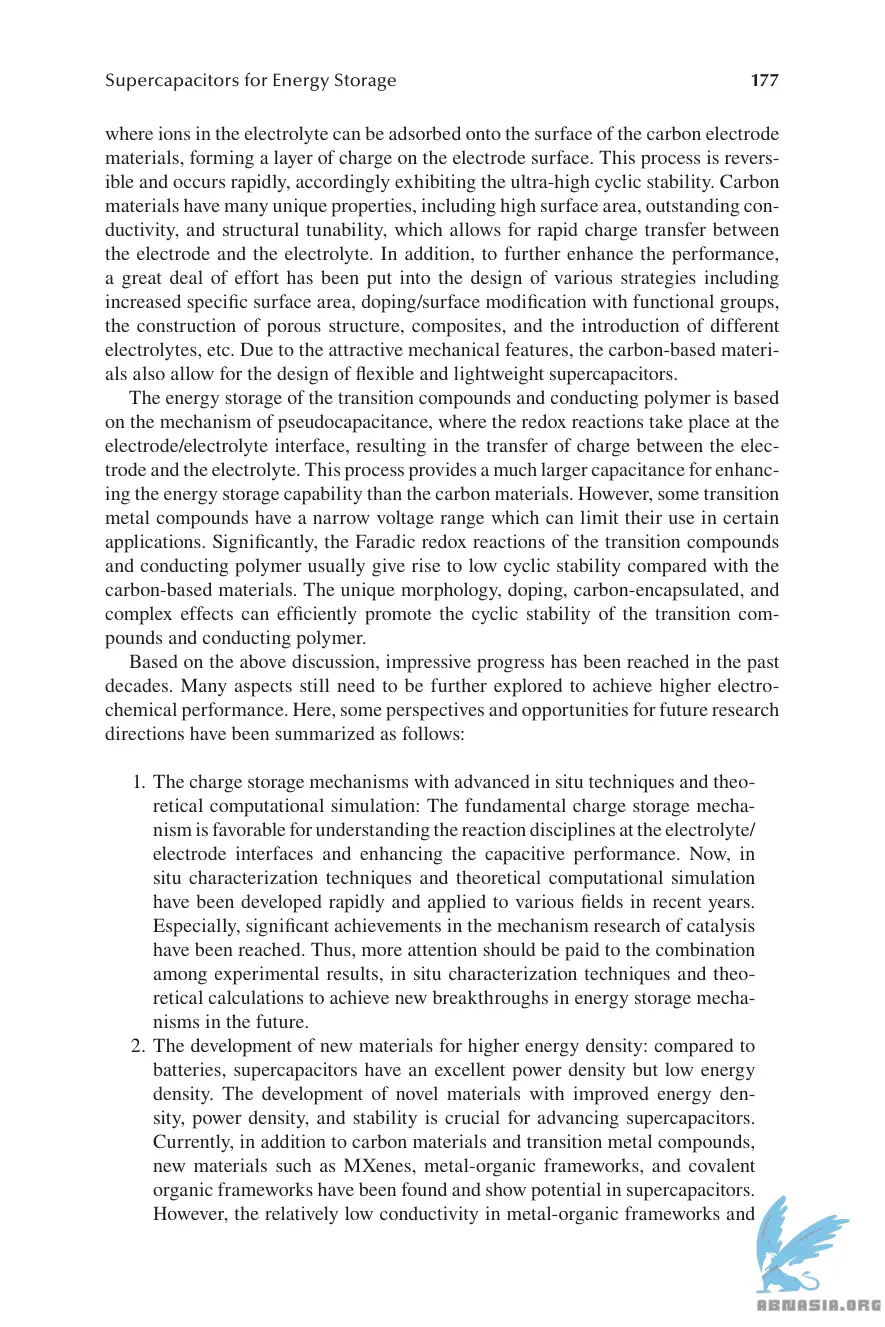 Supercapacitors for Energy Storage 177
where ions in the electrolyte can be adsorbed onto the surface of the carbon electrode
materials, forming a layer of charge on the electrode surface. This process is revers-
ible and occurs rapidly, accordingly exhibiting the ultra-high cyclic stability. Carbon
materials have many unique properties, including high surface area, outstanding con-
ductivity, and structural tunability, which allows for rapid charge transfer between
the electrode and the electrolyte. In addition, to further enhance the performance,
a great deal of effort has been put into the design of various strategies including
increased specific surface area, doping/surface modification with functional groups,
the construction of porous structure, composites, and the introduction of different
electrolytes, etc. Due to the attractive mechanical features, the carbon-based materi-
als also allow for the design of flexible and lightweight supercapacitors.
The energy storage of the transition compounds and conducting polymer is based
on the mechanism of pseudocapacitance, where the redox reactions take place at the
electrode/electrolyte interface, resulting in the transfer of charge between the elec-
trode and the electrolyte. This process provides a much larger capacitance for enhanc-
ing the energy storage capability than the carbon materials. However, some transition
metal compounds have a narrow voltage range which can limit their use in certain
applications. Significantly, the Faradic redox reactions of the transition compounds
and conducting polymer usually give rise to low cyclic stability compared with the
carbon-based materials. The unique morphology, doping, carbon-encapsulated, and
complex effects can efficiently promote the cyclic stability of the transition com-
pounds and conducting polymer.
Based on the above discussion, impressive progress has been reached in the past
decades. Many aspects still need to be further explored to achieve higher electro-
chemical performance. Here, some perspectives and opportunities for future research
directions have been summarized as follows:
1. The charge storage mechanisms with advanced in situ techniques and theo-
retical computational simulation: The fundamental charge storage mecha-
nism is favorable for understanding the reaction disciplines at the electrolyte/
electrode interfaces and enhancing the capacitive performance. Now, in
situ characterization techniques and theoretical computational simulation
have been developed rapidly and applied to various fields in recent years.
Especially, significant achievements in the mechanism research of catalysis
have been reached. Thus, more attention should be paid to the combination
among experimental results, in situ characterization techniques and theo-
retical calculations to achieve new breakthroughs in energy storage mecha-
nisms in the future.
2. The development of new materials for higher energy density: compared to
batteries, supercapacitors have an excellent power density but low energy
density. The development of novel materials with improved energy den-
sity, power density, and stability is crucial for advancing supercapacitors.
Currently, in addition to carbon materials and transition metal compounds,
new materials such as MXenes, metal-organic frameworks, and covalent
organic frameworks have been found and show potential in supercapacitors.
However, the relatively low conductivity in metal-organic frameworks and
ABNASIA.ORG